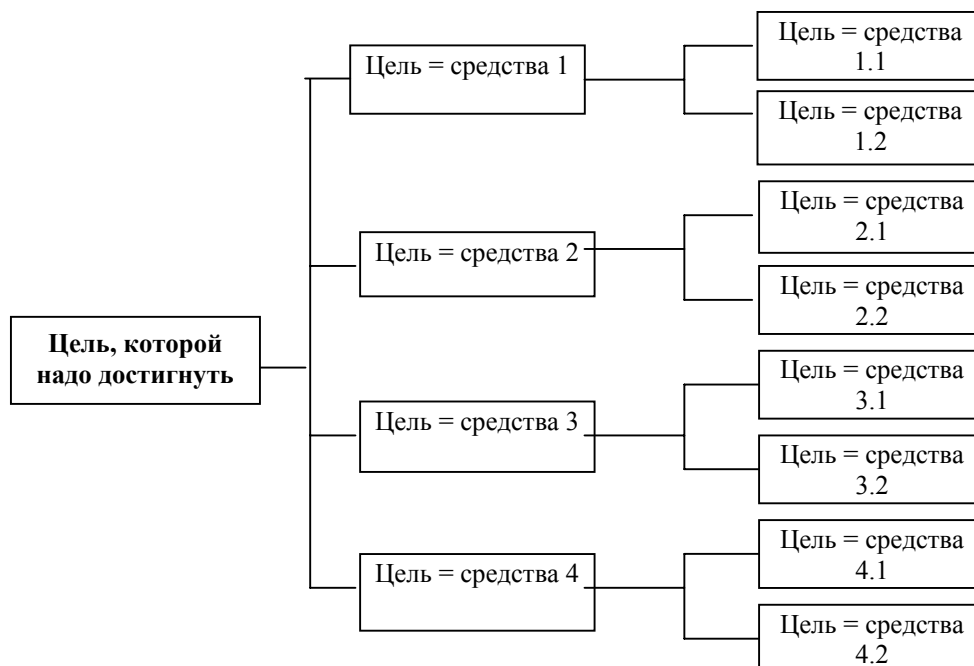 Цель, которой
надо достигнуть
Цель = средства 1
Цель = средства
1.1
Цель = средства
1.2
Цель = средства 2
Цель = средства
2.1
Цель = средства
2.2
Цель = средства 3
Цель = средства
3.1
Цель = средства
3.2
Цель = средства 4
Цель = средства
4.1
Цель = средства
4.2